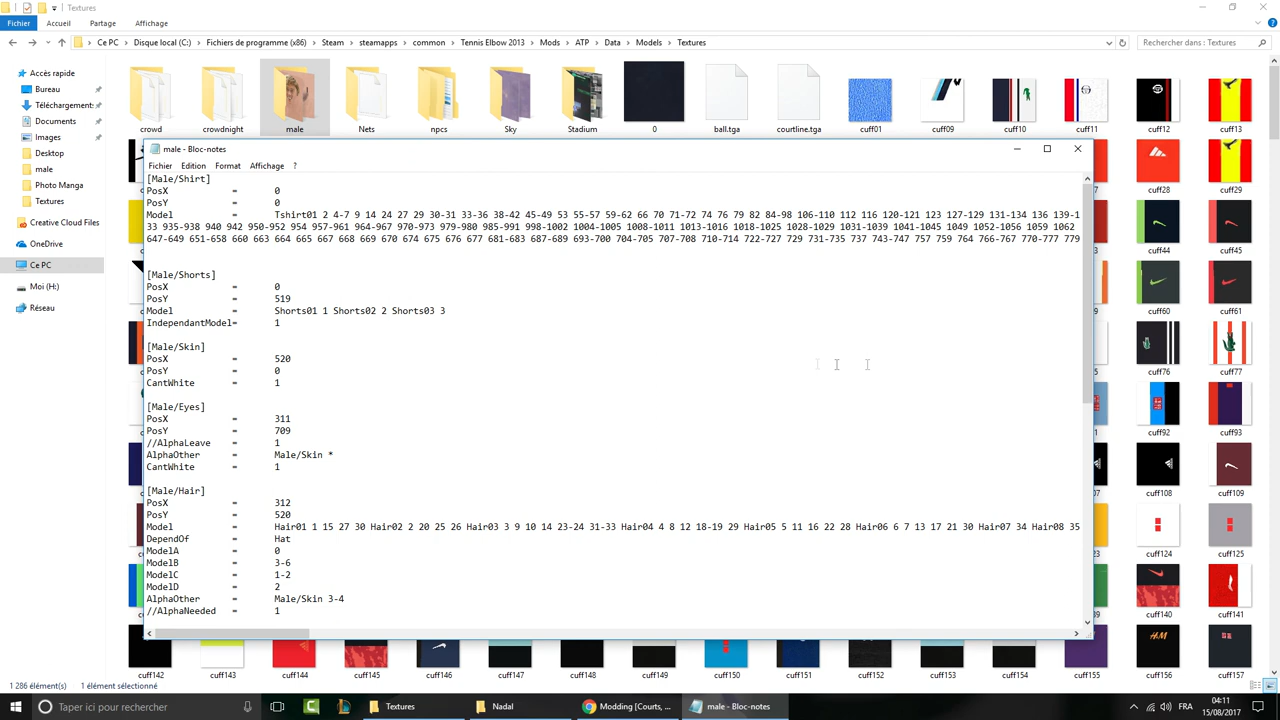 Textures
Fichier Accueil Partage Affichage
Ce PC Disque local (C:) Fichiers de programme (x86) Steam steamapps common Tennis Elbow 2013 Mods ATP Data Models Textures
Rechercher dans : Textures
Accès rapide
Bureau
Téléchargements
Documents
Images
Desktop
male
Photo Manga
Textures
Creative Cloud Files
OneDrive
Ce PC
Moi (H:)
Réseau
crowd crowdnight male Nets npcs Sky Stadium 0 ball.tga courtline.tga cuff01 cuff09 cuff10 cuff11 cuff12 cuff13
male - Bloc-notes
Fichier Edition Format Affichage ?
[Male/Shirt]
PosX = 0
PosY = 0
Model = Tshirt01 2 4-7 9 14 24 27 29 30-31 33-36 38-42 45-49 53 55-57 59-62 66 70 71-72 74 76 79 82 84-98 106-110 112 116 120-121 123 127-129 131-134 136 139-1
33 935-938 940 942 950-952 954 957-961 964-967 970-973 979-980 985-991 998-1002 1004-1005 1008-1011 1013-1016 1018-1025 1028-1029 1031-1039 1041-1045 1049 1052-1056 1059 1062
647-649 651-658 660 663 664 665 667 668 669 670 674 675 676 677 681-683 687-689 693-700 704-705 707-708 710-714 722-727 729 731-735 737 743-747 757 759 764 766-767 770-777 779
[Male/Shorts]
PosX = 0
PosY = 519
Model = Shorts01 1 Shorts02 2 Shorts03 3
IndependantModel= 1
[Male/Skin]
PosX = 520
PosY = 0
CantWhite = 1
[Male/Eyes]
PosX = 311
PosY = 709
//AlphaLeave = 1
AlphaOther = Male/Skin *
CantWhite = 1
[Male/Hair]
PosX = 312
PosY = 520
Model = Hair01 1 15 27 30 Hair02 2 20 25 26 Hair03 3 9 10 14 23-24 31-33 Hair04 4 8 12 18-19 29 Hair05 5 11 16 22 28 Hair06 6 7 13 17 21 30 Hair07 34 Hair08 35
DependOf = Hat
ModelA = 0
ModelB = 3-6
ModelC = 1-2
ModelD = 2
AlphaOther = Male/Skin 3-4
//AlphaNeeded = 1
cuff28 cuff29
cuff44 cuff45
cuff60 cuff61
cuff76 cuff77
cuff92 cuff93
cuff108 cuff109
cuff124 cuff125
cuff140 cuff141
cuff142 cuff143 cuff144 cuff145 cuff146 cuff147 cuff148 cuff149 cuff150 cuff151 cuff152 cuff153 cuff154 cuff155 cuff156 cuff157
H&M
1 286 élément(s) 1 élément sélectionné
Taper ici pour rechercher
Textures
Nadal
Modding [Courts, ...
male - Bloc-notes
FRA
04:11
15/08/2017